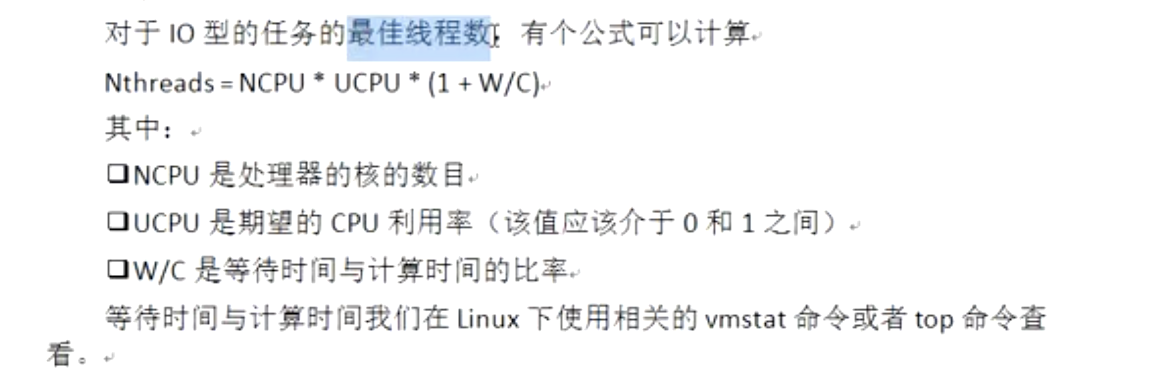 对于 IO 型的任务的最佳线程数，有个公式可以计算
Nthreads = NCPU * UCPU * (1 + W/C)
其中：
❑NCPU 是处理器的核的数目
❑UCPU 是期望的 CPU 利用率（该值应该介于 0 和 1 之间）
❑W/C 是等待时间与计算时间的比率
等待时间与计算时间我们在 Linux 下使用相关的 vmstat 命令或者 top 命令查
看。